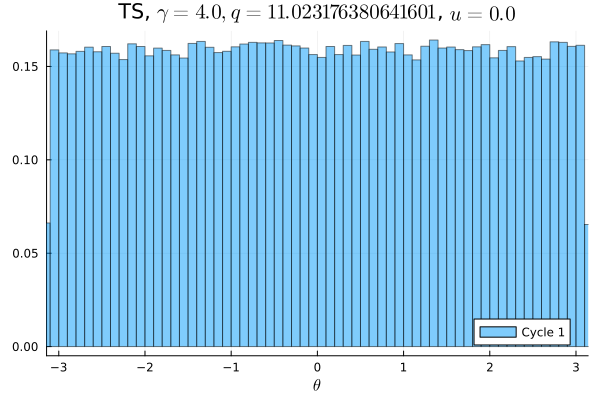 TS, γ = 4.0, q = 11.023176380641601, u = 0.0
0.15
0.10
0.05
0.00
Cycle 1
−3 −2 −1 0 1 2 3
θ